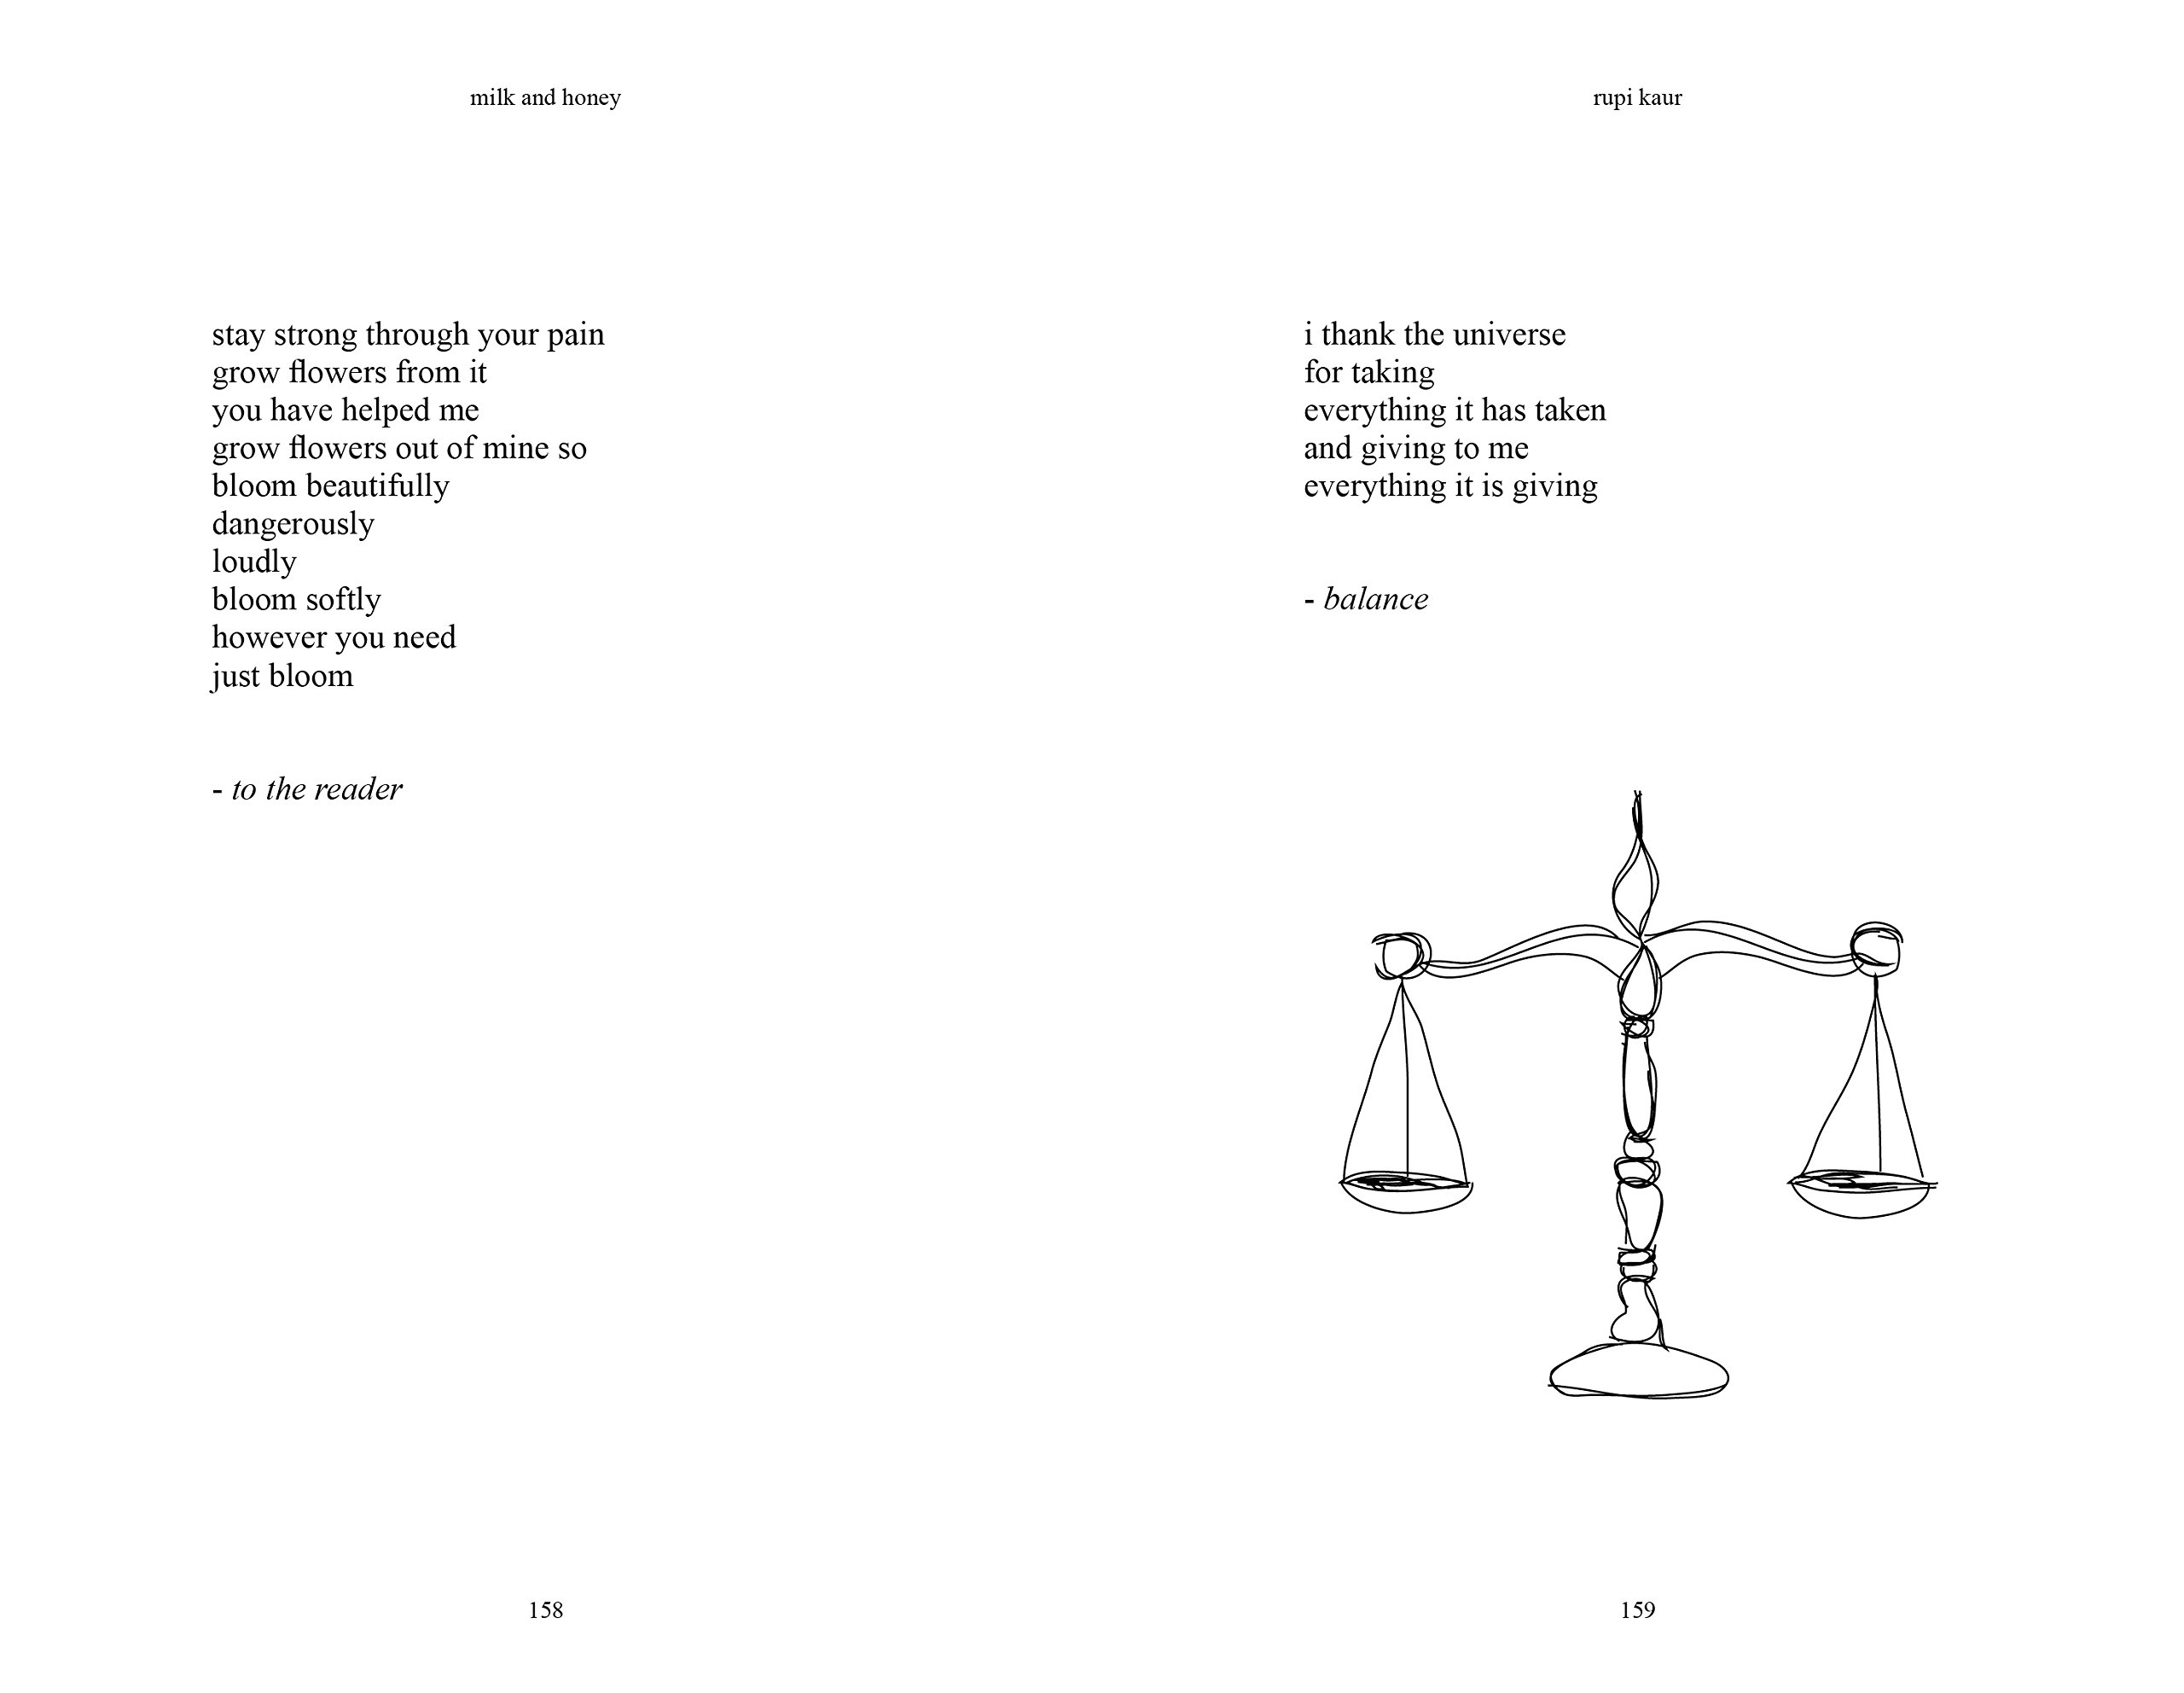 milk and honey
stay strong through your pain
grow flowers from it
you have helped me
grow flowers out of mine so
bloom beautifully
dangerously
loudly
bloom softly
however you need
just bloom
- to the reader
158
rupi kaur
i thank the universe
for taking
everything it has taken
and giving to me
everything it is giving
- balance
159